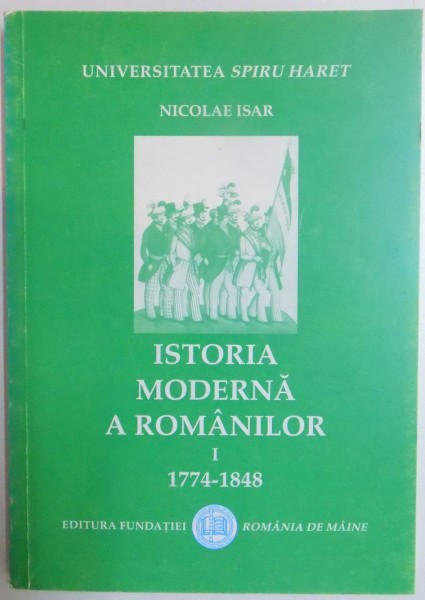 UNIVERSITATEA SPIRU HARET
NICOLAE ISAR
ISTORIA
MODERNĂ
A ROMÂNILOR
I
1774-1848
EDITURA FUNDAȚIEI ROMÂNIA DE MÂINE